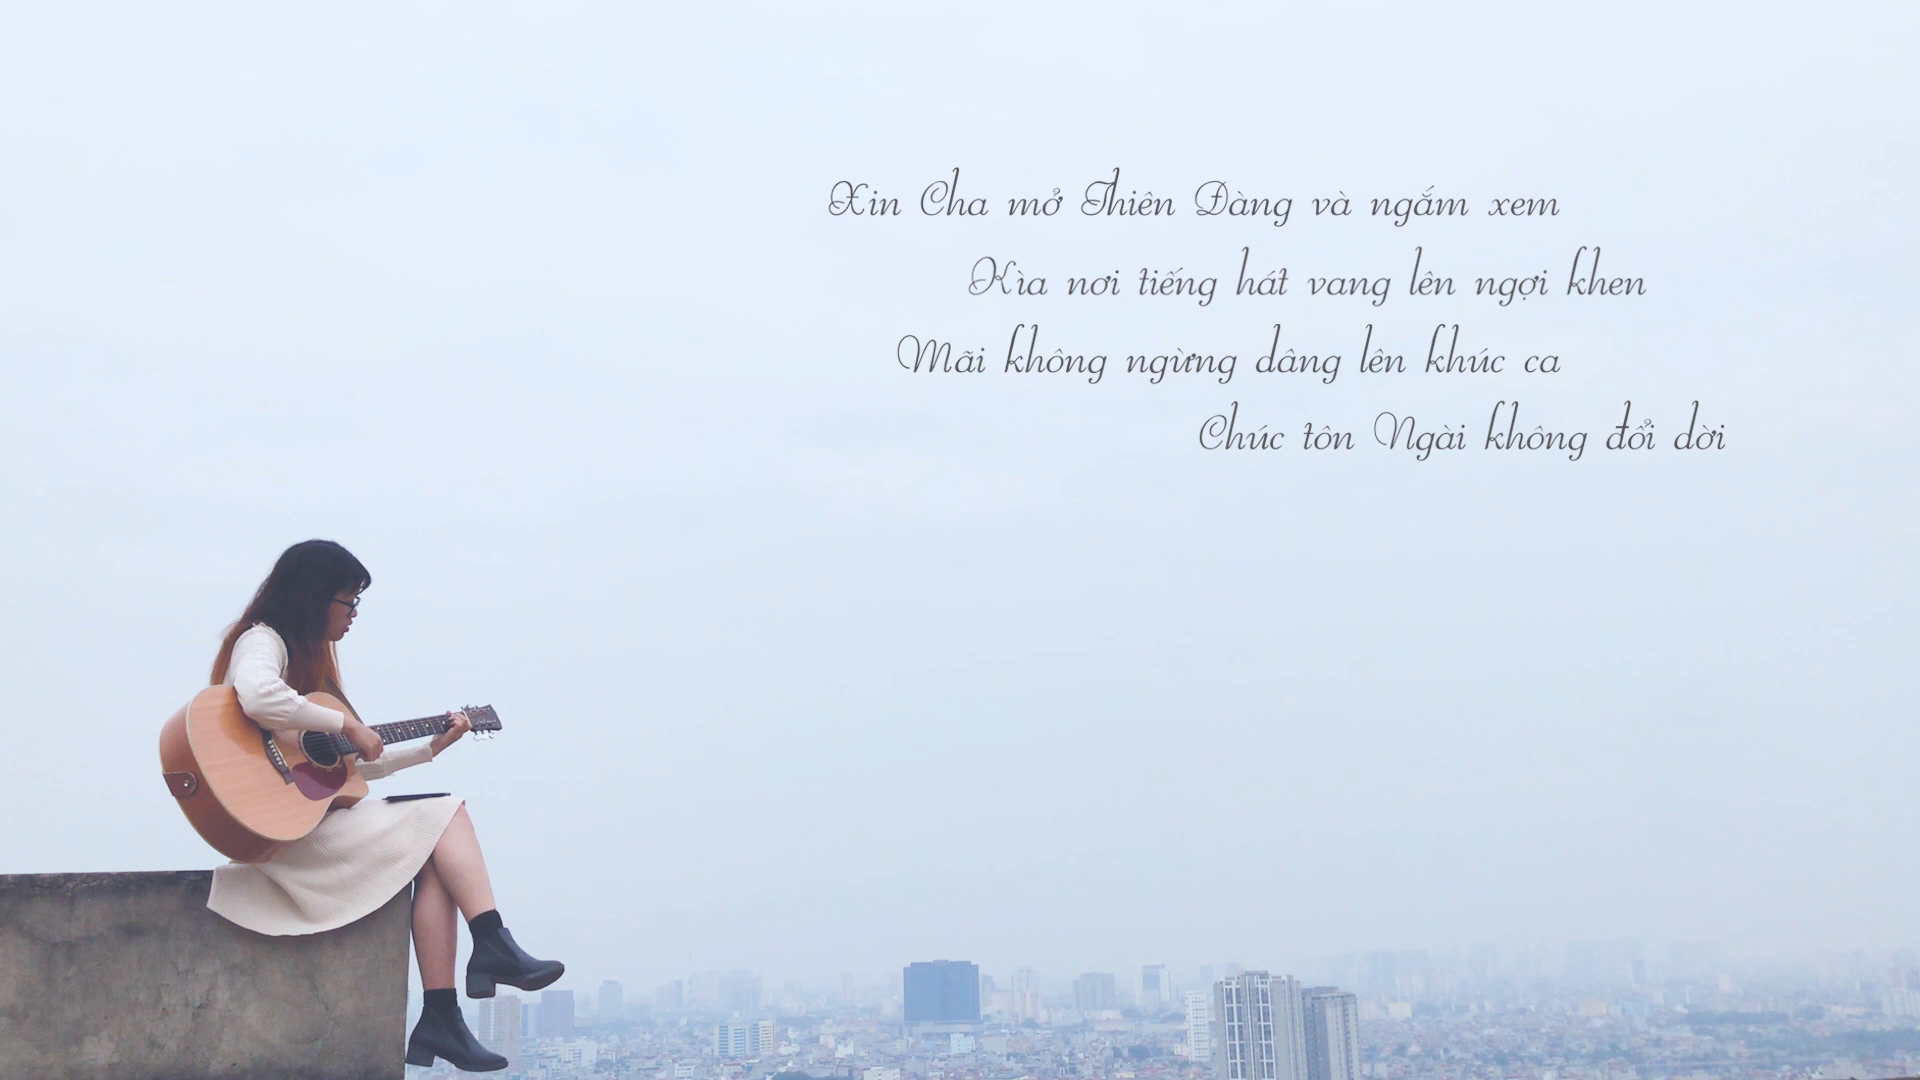 Xin Cha mở Thiên Đàng và ngắm xem
Kìa nơi tiếng hát vang lên ngợi khen
Mãi không ngừng dâng lên khúc ca
Chúc tôn Ngài không đổi dời